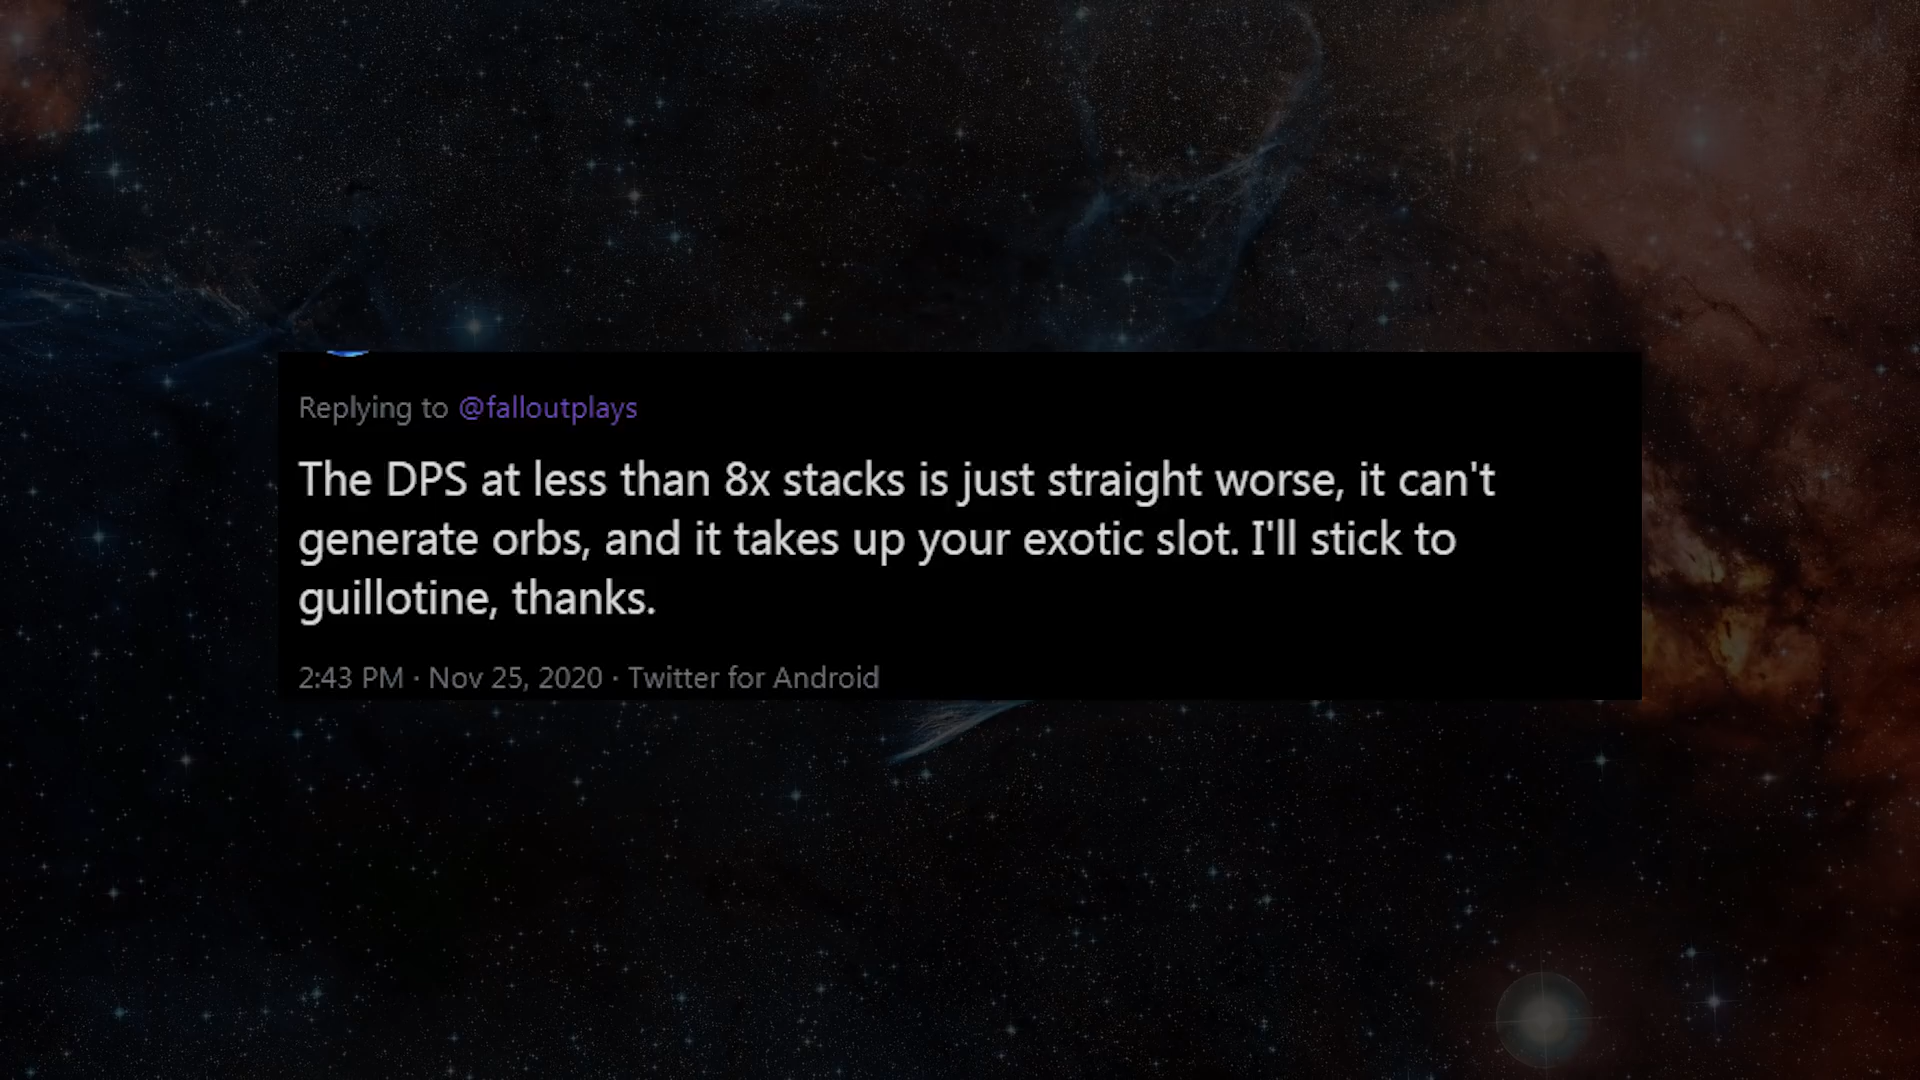 Replying to @falloutplays
The DPS at less than 8x stacks is just straight worse, it can't
generate orbs, and it takes up your exotic slot. I'll stick to
guillotine, thanks.
2:43 PM · Nov 25, 2020 · Twitter for Android